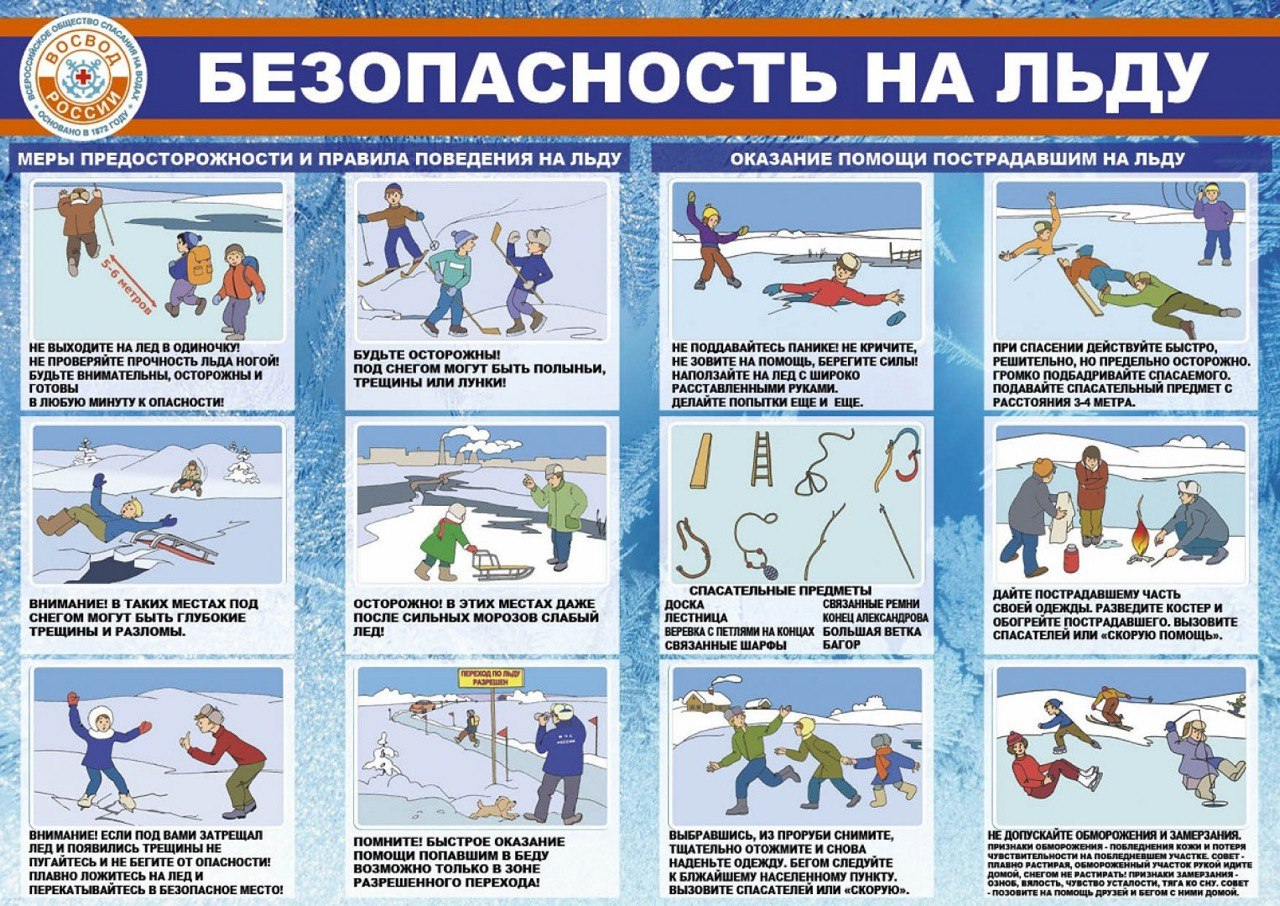 ВСЕРОССИЙСКОЕ ОБЩЕСТВО СПАСАНИЯ НА ВОДАХ
ВОСВОД
РОССИИ
ОСНОВАНО В 1872 ГОДУ
БЕЗОПАСНОСТЬ НА ЛЬДУ
МЕРЫ ПРЕДОСТОРОЖНОСТИ И ПРАВИЛА ПОВЕДЕНИЯ НА ЛЬДУ
5-6 метров
НЕ ВЫХОДИТЕ НА ЛЕД В ОДИНОЧКУ!
НЕ ПРОВЕРЯЙТЕ ПРОЧНОСТЬ ЛЬДА НОГОЙ!
БУДЬТЕ ВНИМАТЕЛЬНЫ, ОСТОРОЖНЫ И
ГОТОВЫ
В ЛЮБУЮ МИНУТУ К ОПАСНОСТИ!
БУДЬТЕ ОСТОРОЖНЫ!
ПОД СНЕГОМ МОГУТ БЫТЬ ПОЛЫНЬИ,
ТРЕЩИНЫ ИЛИ ЛУНКИ!
ВНИМАНИЕ! В ТАКИХ МЕСТАХ ПОД
СНЕГОМ МОГУТ БЫТЬ ГЛУБОКИЕ
ТРЕЩИНЫ И РАЗЛОМЫ.
ОСТОРОЖНО! В ЭТИХ МЕСТАХ ДАЖЕ
ПОСЛЕ СИЛЬНЫХ МОРОЗОВ СЛАБЫЙ
ЛЕД!
ВНИМАНИЕ! ЕСЛИ ПОД ВАМИ ЗАТРЕЩАЛ
ЛЕД И ПОЯВИЛИСЬ ТРЕЩИНЫ НЕ
ПУГАЙТЕСЬ И НЕ БЕГИТЕ ОТ ОПАСНОСТИ!
ПЛАВНО ЛОЖИТЕСЬ НА ЛЕД И
ПЕРЕКАТЫВАЙТЕСЬ В БЕЗОПАСНОЕ МЕСТО!
ПЕРЕХОД ПО ЛЬДУ
РАЗРЕШЕН
МЧС
РОССИИ
ПОМНИТЕ! БЫСТРОЕ ОКАЗАНИЕ
ПОМОЩИ ПОПАВШИМ В БЕДУ
ВОЗМОЖНО ТОЛЬКО В ЗОНЕ
РАЗРЕШЕННОГО ПЕРЕХОДА!
ОКАЗАНИЕ ПОМОЩИ ПОСТРАДАВШИМ НА ЛЬДУ
НЕ ПОДДАВАЙТЕСЬ ПАНИКЕ! НЕ КРИЧИТЕ,
НЕ ЗОВИТЕ НА ПОМОЩЬ, БЕРЕГИТЕ СИЛЫ!
НАПОЛЗАЙТЕ НА ЛЕД С ШИРОКО
РАССТАВЛЕННЫМИ РУКАМИ.
ДЕЛАЙТЕ ПОПЫТКИ ЕЩЕ И ЕЩЕ.
ПРИ СПАСЕНИИ ДЕЙСТВУЙТЕ БЫСТРО,
РЕШИТЕЛЬНО, НО ПРЕДЕЛЬНО ОСТОРОЖНО.
ГРОМКО ПОДБАДРИВАЙТЕ СПАСАЕМОГО.
ПОДАВАЙТЕ СПАСАТЕЛЬНЫЙ ПРЕДМЕТ С
РАССТОЯНИЯ 3-4 МЕТРА.
СПАСАТЕЛЬНЫЕ ПРЕДМЕТЫ
ДОСКА
ЛЕСТНИЦА
ВЕРЕВКА С ПЕТЛЯМИ НА КОНЦАХ
СВЯЗАННЫЕ ШАРФЫ
СВЯЗАННЫЕ РЕМНИ
КОНЕЦ АЛЕКСАНДРОВА
БОЛЬШАЯ ВЕТКА
БАГОР
ДАЙТЕ ПОСТРАДАВШЕМУ ЧАСТЬ
СВОЕЙ ОДЕЖДЫ. РАЗВЕДИТЕ КОСТЕР И
ОБОГРЕЙТЕ ПОСТРАДАВШЕГО. ВЫЗОВИТЕ
СПАСАТЕЛЕЙ ИЛИ «СКОРУЮ ПОМОЩЬ».
ВЫБРАВШИСЬ, ИЗ ПРОРУБИ СНИМИТЕ,
ТЩАТЕЛЬНО ОТОЖМИТЕ И СНОВА
НАДЕНЬТЕ ОДЕЖДУ. БЕГОМ СЛЕДУЙТЕ
К БЛЖАЙШЕМУ НАСЕЛЕННОМУ ПУНКТУ.
ВЫЗОВИТЕ СПАСАТЕЛЕЙ ИЛИ «СКОРУЮ».
НЕ ДОПУСКАЙТЕ ОБМОРОЖЕНИЯ И ЗАМЕРЗАНИЯ.
ПРИЗНАКИ ОБМОРОЖЕНИЯ - ПОБЛЕДНЕНИЯ КОЖИ И ПОТЕРЯ
ЧУВСТВИТЕЛЬНОСТИ НА ПОБЛЕДНЕВШЕМ УЧАСТКЕ. СОВЕТ -
ПЛАВНО РАСТИРАЯ, ОБМОРОЖЕННЫЙ УЧАСТОК РУКОЙ ИДИТЕ
ДОМОЙ, СНЕГОМ НЕ РАСТИРАТЬ! ПРИЗНАКИ ЗАМЕРЗАНИЯ -
ОЗНОБ, ВЯЛОСТЬ, ЧУВСТВО УСТАЛОСТИ, ТЯГА КО СНУ. СОВЕТ
- ПОЗОВИТЕ НА ПОМОЩЬ ДРУЗЕЙ И БЕГОМ С НИМИ ДОМОЙ.